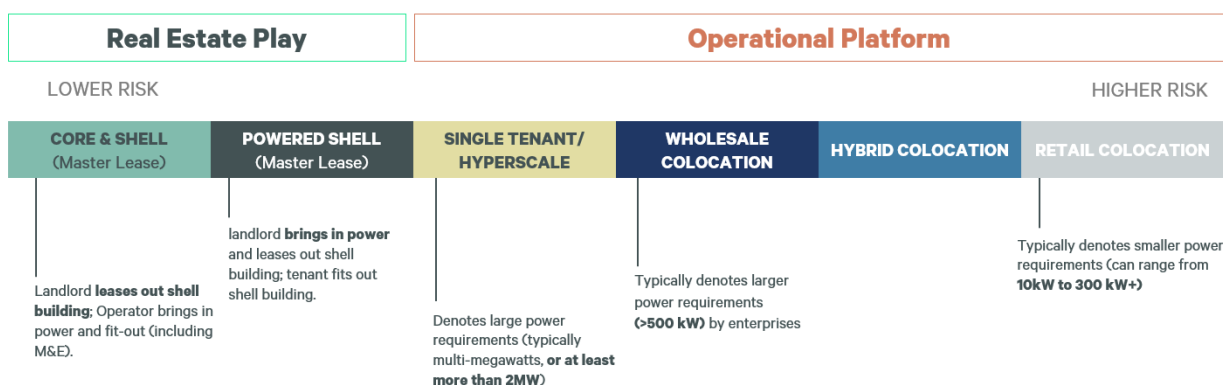 Real Estate Play
Operational Platform
LOWER RISK
HIGHER RISK
CORE & SHELL
(Master Lease)
POWERED SHELL
(Master Lease)
SINGLE TENANT/
HYPERSCALE
WHOLESALE
COLOCATION
HYBRID COLOCATION
RETAIL COLOCATION
Landlord leases out shell
building; Operator brings in
power and fit-out (including
M&E).
landlord brings in power
and leases out shell
building; tenant fits out
shell building.
Denotes large power
requirements (typically
multi-megawatts, or at least
more than 2MW)
Typically denotes larger
power requirements
(>500 kW) by enterprises
Typically denotes smaller power
requirements (can range from
10kW to 300 kW+)